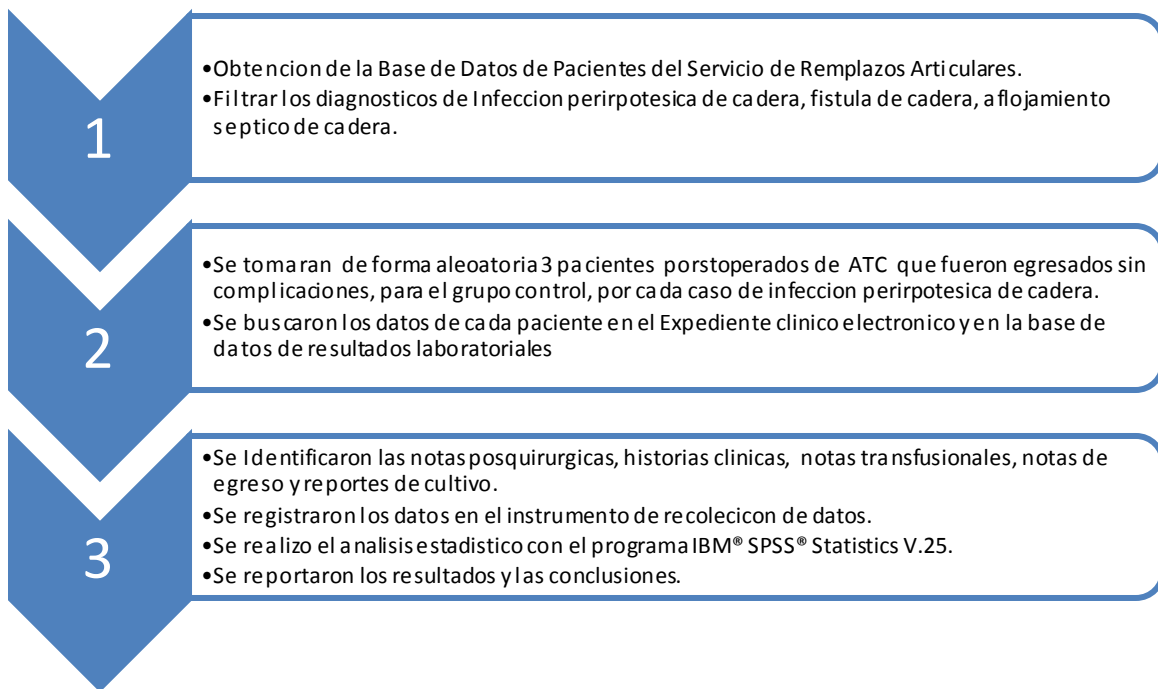 1
•Obtencion de la Base de Datos de Pacientes del Servicio de Remplazos Articulares.
•Filtrar los diagnosticos de Infeccion perirpotesica de cadera, fistula de cadera, aflojamiento
septico de cadera.
2
•Se tomaran de forma aleoatoria 3 pacientes porstoperados de ATC que fueron egresados sin
complicaciones, para el grupo control, por cada caso de infeccion perirpotesica de cadera.
•Se buscaron los datos de cada paciente en el Expediente clinico electronico y en la base de
datos de resultados laboratoriales
3
•Se Identificaron las notas posquirurgicas, historias clinicas, notas transfusionales, notas de
egreso y reportes de cultivo.
•Se registraron los datos en el instrumento de recolecicon de datos.
•Se realizo el analisis estadistico con el programa IBM® SPSS® Statistics V.25.
•Se reportaron los resultados y las conclusiones.